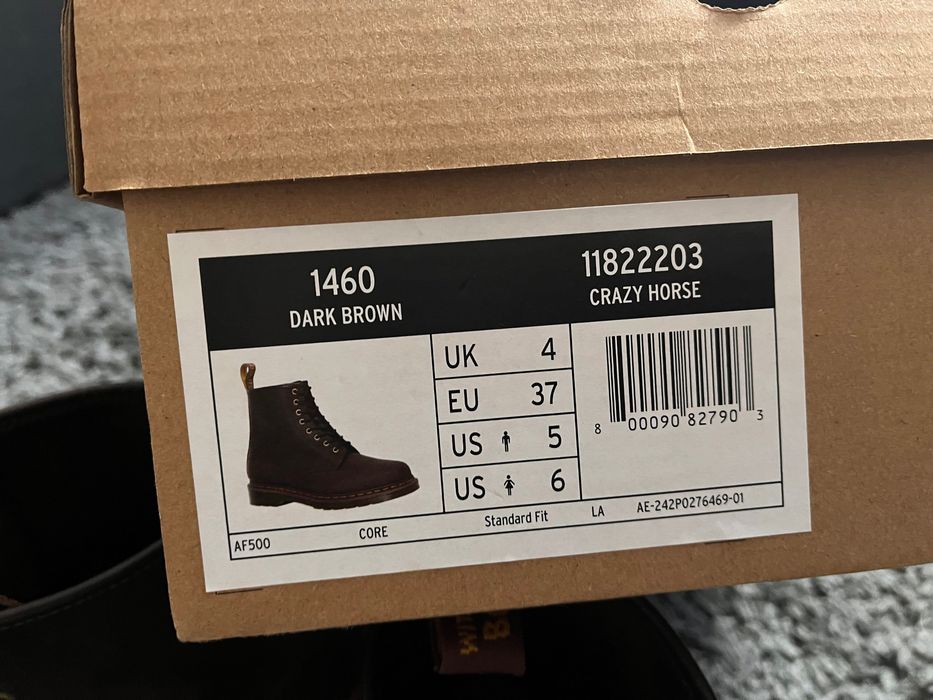 1460
DARK BROWN
11822203
CRAZY HORSE
UK 4
EU 37
US 5
US 6
8 00090 82790 3
AF500 CORE Standard Fit LA AE-242P0276469-01